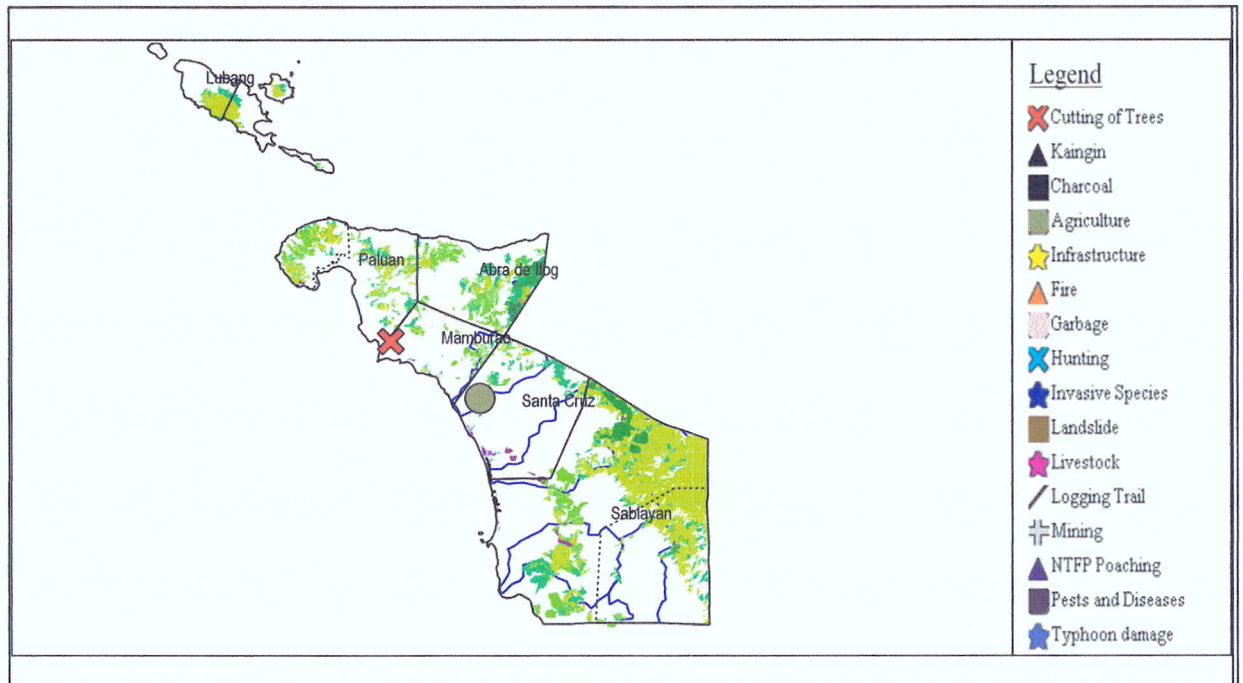 Lubang
Paluan
Abra de Ilog
Mamburao
Santa Cruz
Sablayan
Legend
Cutting of Trees
Kaingin
Charcoal
Agriculture
Infrastructure
Fire
Garbage
Hunting
Invasive Species
Landslide
Livestock
Logging Trail
Mining
NTFP Poaching
Pests and Diseases
Typhoon damage